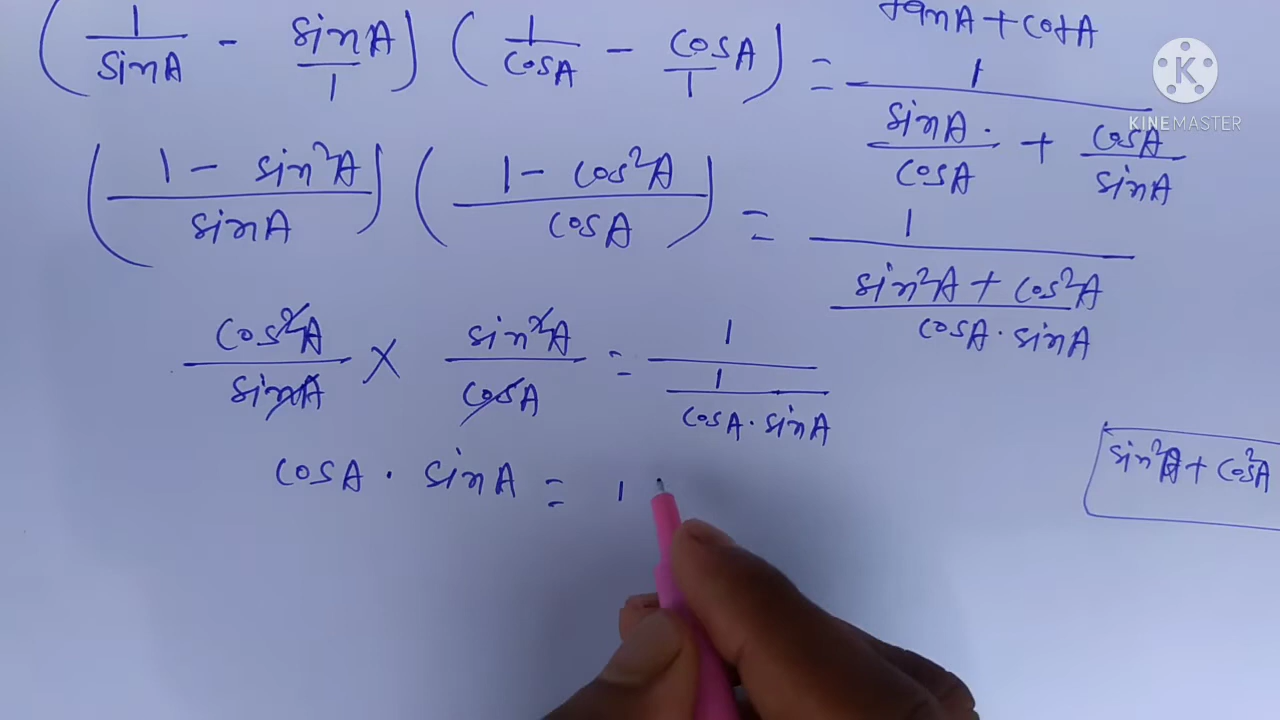 tanA + cotA
(1/sinA - sinA/1) (1/cosA - cosA/1) = 1/(sinA/cosA + cosA/sinA)
KINEMASTER
((1 - sin²A)/sinA) ((1 - cos²A)/cosA) = 1/((sin²A + cos²A)/(cosA · sinA))
cos²A/sinA × sin²A/cosA = 1/(1/(cosA · sinA))
sin²A + cos²A
cosA · sinA = 1